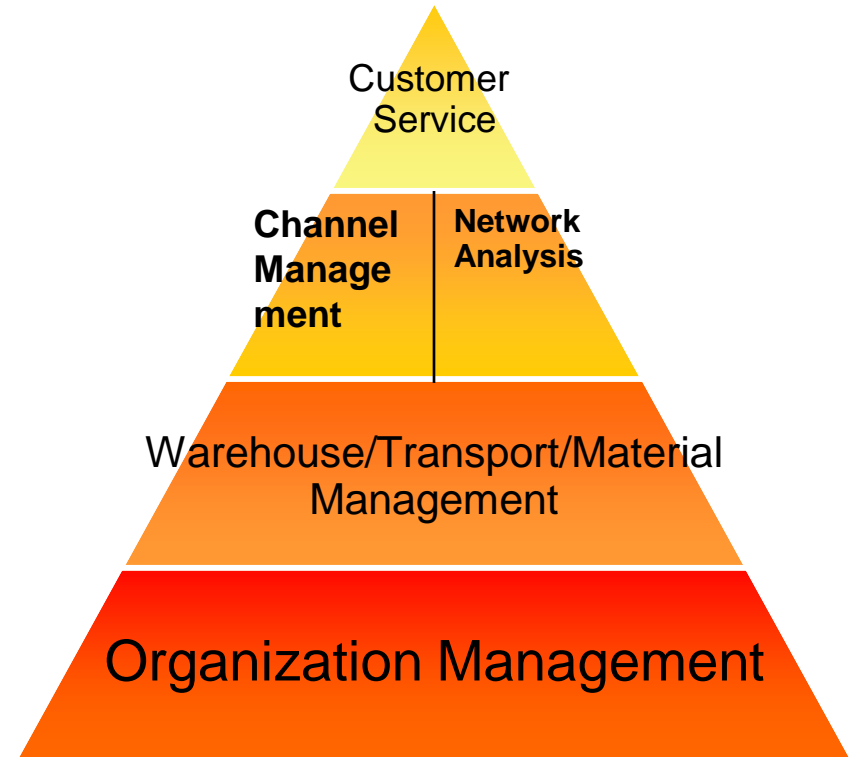 Customer
Service
Channel
Manage
ment
Network
Analysis
Warehouse/Transport/Material
Management
Organization Management